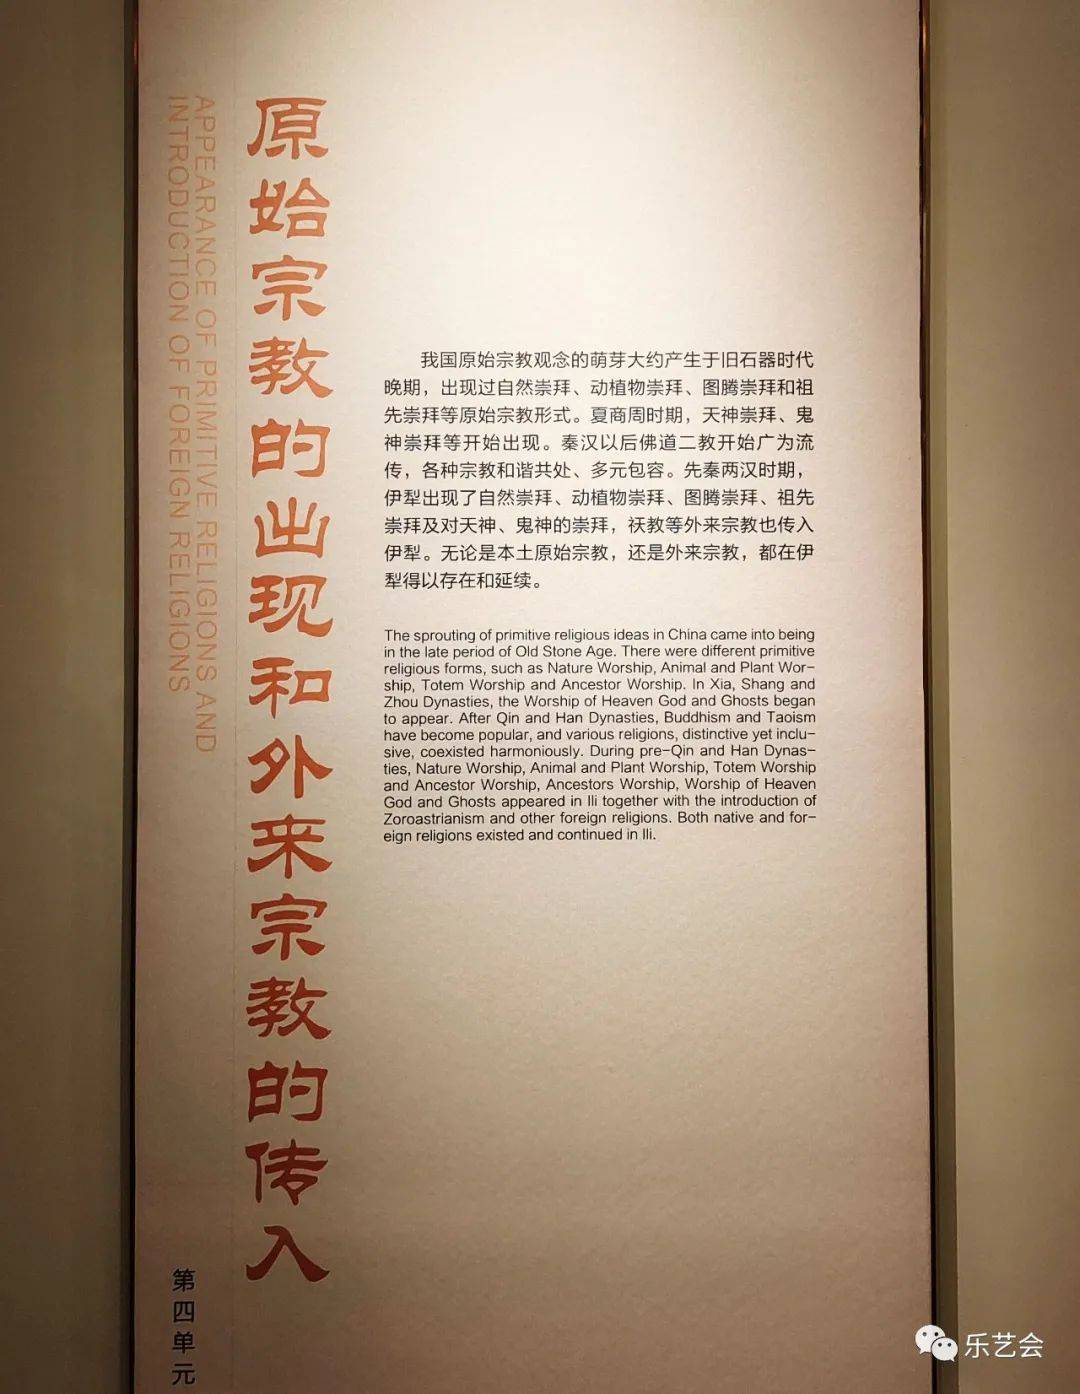 原始宗教的出现和外来宗教的传入
APPEARANCE OF PRIMITIVE RELIGIONS AND
INTRODUCTION OF FOREIGN RELIGIONS
我国原始宗教观念的萌芽大约产生于旧石器时代
晚期，出现过自然崇拜、动植物崇拜、图腾崇拜和祖
先崇拜等原始宗教形式。夏商周时期，天神崇拜、鬼
神崇拜等开始出现。秦汉以后佛道二教开始广为流
传，各种宗教和谐共处、多元包容。先秦两汉时期，
伊犁出现了自然崇拜、动植物崇拜、图腾崇拜、祖先
崇拜及对天神、鬼神的崇拜，祆教等外来宗教也传入
伊犁。无论是本土原始宗教，还是外来宗教，都在伊
犁得以存在和延续。
The sprouting of primitive religious ideas in China came into being
in the late period of Old Stone Age. There were different primitive
religious forms, such as Nature Worship, Animal and Plant Wor-
ship, Totem Worship and Ancestor Worship. In Xia, Shang and
Zhou Dynasties, the Worship of Heaven God and Ghosts began
to appear. After Qin and Han Dynasties, Buddhism and Taoism
have become popular, and various religions, distinctive yet inclu-
sive, coexisted harmoniously. During pre-Qin and Han Dynas-
ties, Nature Worship, Animal and Plant Worship, Totem Worship
and Ancestor Worship, Ancestors Worship, Worship of Heaven
God and Ghosts appeared in Ili together with the introduction of
Zoroastrianism and other foreign religions. Both native and for-
eign religions existed and continued in Ili.
第四单元
乐艺会